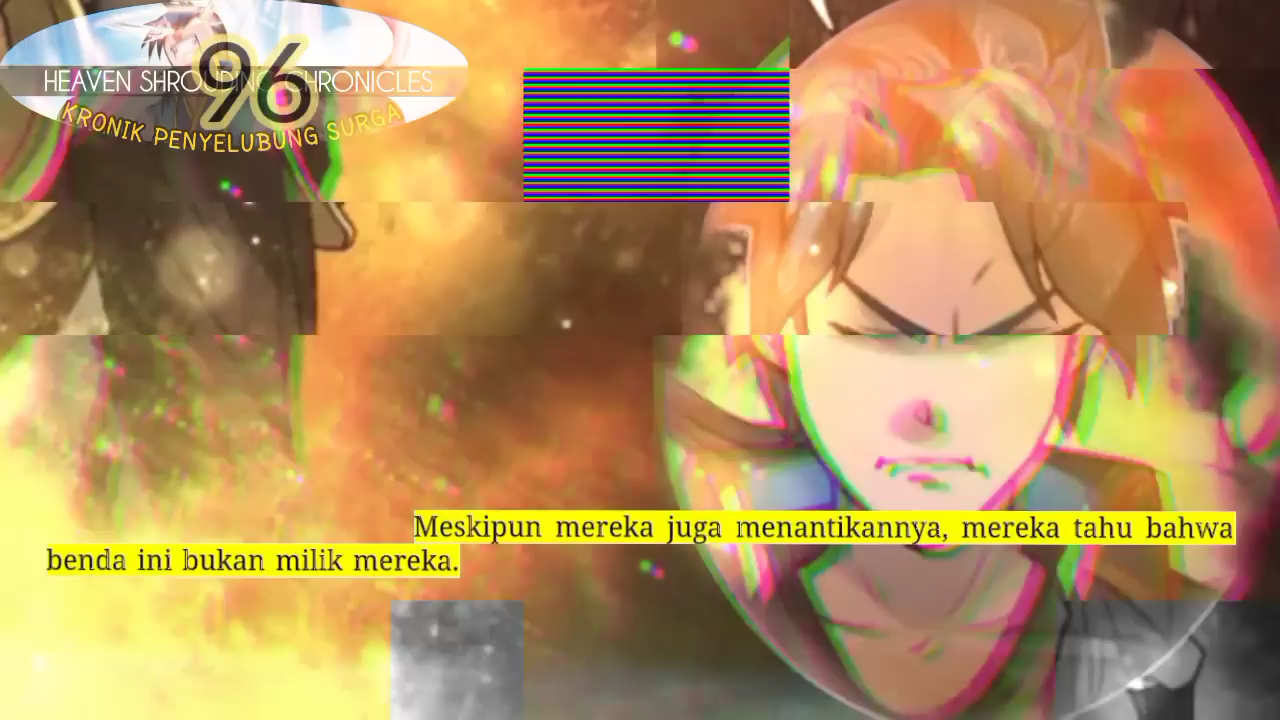 96
HEAVEN SHROUDING CHRONICLES
KRONIK PENYELUBUNG SURGA
Meskipun mereka juga menantikannya, mereka tahu bahwa
benda ini bukan milik mereka.